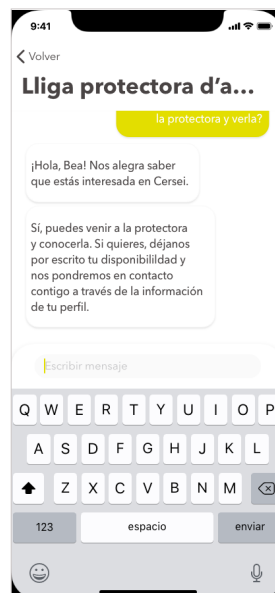 9:41
Volver
Lliga protectora d'a...
la protectora y verla?
¡Hola, Bea! Nos alegra saber
que estás interesada en Cersei.
Sí, puedes venir a la protectora
y conocerla. Si quieres, déjanos
por escrito tu disponibilildad y
nos pondremos en contacto
contigo a través de la información
de tu perfil.
Escribir mensaje
Q W E R T Y U I O P
A S D F G H J K L
Z X C V B N M
123 espacio enviar